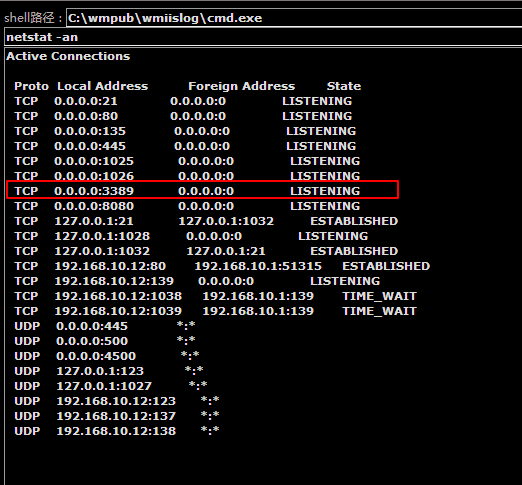 shell路径：C:\wmpub\wmiislog\cmd.exe
netstat -an
Active Connections
Proto Local Address Foreign Address State
TCP 0.0.0.0:21 0.0.0.0:0 LISTENING
TCP 0.0.0.0:80 0.0.0.0:0 LISTENING
TCP 0.0.0.0:135 0.0.0.0:0 LISTENING
TCP 0.0.0.0:445 0.0.0.0:0 LISTENING
TCP 0.0.0.0:1025 0.0.0.0:0 LISTENING
TCP 0.0.0.0:1026 0.0.0.0:0 LISTENING
TCP 0.0.0.0:3389 0.0.0.0:0 LISTENING
TCP 0.0.0.0:8080 0.0.0.0:0 LISTENING
TCP 127.0.0.1:21 127.0.0.1:1032 ESTABLISHED
TCP 127.0.0.1:1028 0.0.0.0:0 LISTENING
TCP 127.0.0.1:1032 127.0.0.1:21 ESTABLISHED
TCP 192.168.10.12:80 192.168.10.1:51315 ESTABLISHED
TCP 192.168.10.12:139 0.0.0.0:0 LISTENING
TCP 192.168.10.12:1038 192.168.10.1:139 TIME_WAIT
TCP 192.168.10.12:1039 192.168.10.1:139 TIME_WAIT
UDP 0.0.0.0:445 *:*
UDP 0.0.0.0:500 *:*
UDP 0.0.0.0:4500 *:*
UDP 127.0.0.1:123 *:*
UDP 127.0.0.1:1027 *:*
UDP 192.168.10.12:123 *:*
UDP 192.168.10.12:137 *:*
UDP 192.168.10.12:138 *:*